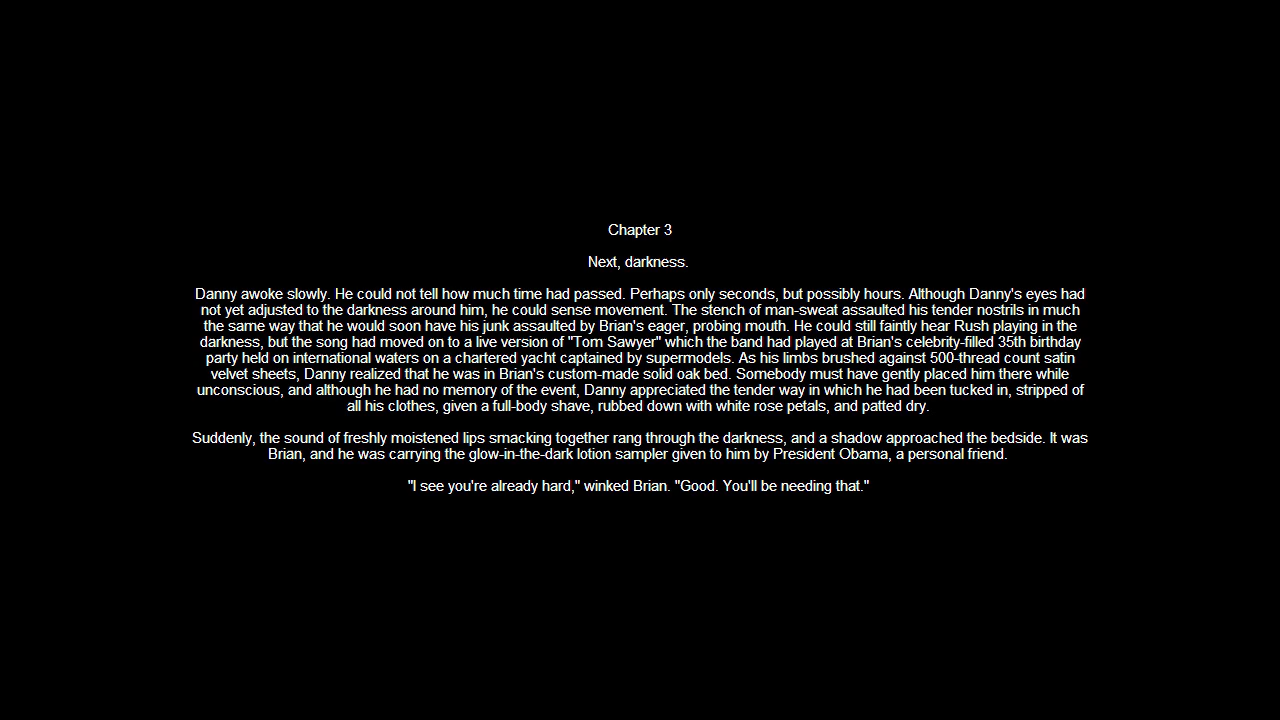 Chapter 3
Next, darkness.
Danny awoke slowly. He could not tell how much time had passed. Perhaps only seconds, but possibly hours. Although Danny's eyes had
not yet adjusted to the darkness around him, he could sense movement. The stench of man-sweat assaulted his tender nostrils in much
the same way that he would soon have his junk assaulted by Brian's eager, probing mouth. He could still faintly hear Rush playing in the
darkness, but the song had moved on to a live version of "Tom Sawyer" which the band had played at Brian's celebrity-filled 35th birthday
party held on international waters on a chartered yacht captained by supermodels. As his limbs brushed against 500-thread count satin
velvet sheets, Danny realized that he was in Brian's custom-made solid oak bed. Somebody must have gently placed him there while
unconscious, and although he had no memory of the event, Danny appreciated the tender way in which he had been tucked in, stripped of
all his clothes, given a full-body shave, rubbed down with white rose petals, and patted dry.
Suddenly, the sound of freshly moistened lips smacking together rang through the darkness, and a shadow approached the bedside. It was
Brian, and he was carrying the glow-in-the-dark lotion sampler given to him by President Obama, a personal friend.
"I see you're already hard," winked Brian. "Good. You'll be needing that."